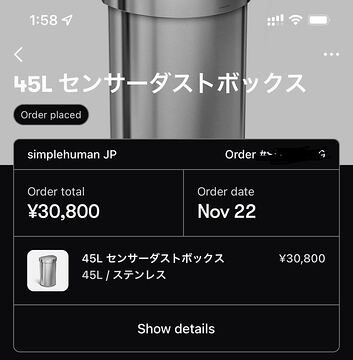 1:58
45L センサーダストボックス
Order placed
simplehuman JP
Order
Order total
¥30,800
Order date
Nov 22
45L センサーダストボックス
¥30,800
45L / ステンレス
Show details